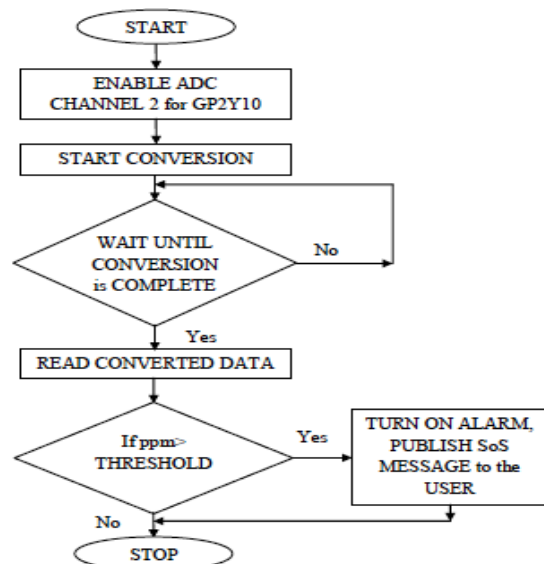 START
ENABLE ADC
CHANNEL 2 for GP2Y10
START CONVERSION
WAIT UNTIL
CONVERSION
is COMPLETE
No
Yes
READ CONVERTED DATA
If ppm>
THRESHOLD
Yes
TURN ON ALARM,
PUBLISH SoS
MESSAGE to the
USER
No
STOP